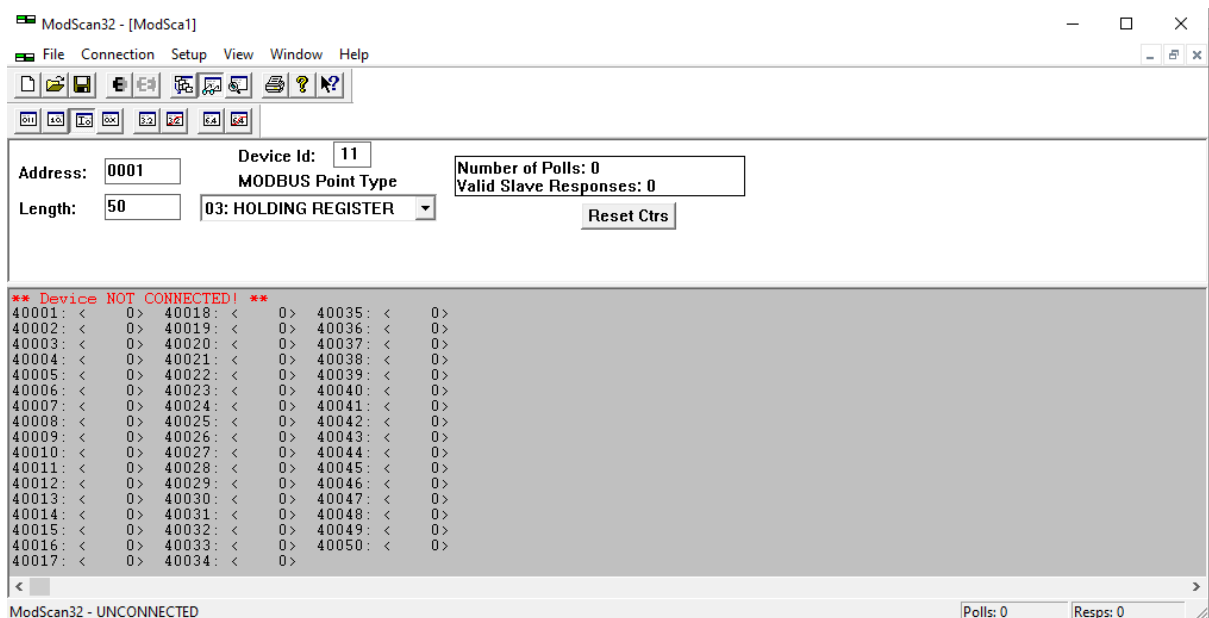 ModScan32 - [ModSca1]
File Connection Setup View Window Help
Address: 0001
Device Id: 11
MODBUS Point Type
Length: 50
03: HOLDING REGISTER
Number of Polls: 0
Valid Slave Responses: 0
Reset Ctrs
** Device NOT CONNECTED! **
40001: < 0> 40018: < 0> 40035: < 0>
40002: < 0> 40019: < 0> 40036: < 0>
40003: < 0> 40020: < 0> 40037: < 0>
40004: < 0> 40021: < 0> 40038: < 0>
40005: < 0> 40022: < 0> 40039: < 0>
40006: < 0> 40023: < 0> 40040: < 0>
40007: < 0> 40024: < 0> 40041: < 0>
40008: < 0> 40025: < 0> 40042: < 0>
40009: < 0> 40026: < 0> 40043: < 0>
40010: < 0> 40027: < 0> 40044: < 0>
40011: < 0> 40028: < 0> 40045: < 0>
40012: < 0> 40029: < 0> 40046: < 0>
40013: < 0> 40030: < 0> 40047: < 0>
40014: < 0> 40031: < 0> 40048: < 0>
40015: < 0> 40032: < 0> 40049: < 0>
40016: < 0> 40033: < 0> 40050: < 0>
40017: < 0> 40034: < 0>
ModScan32 - UNCONNECTED
Polls: 0
Resps: 0